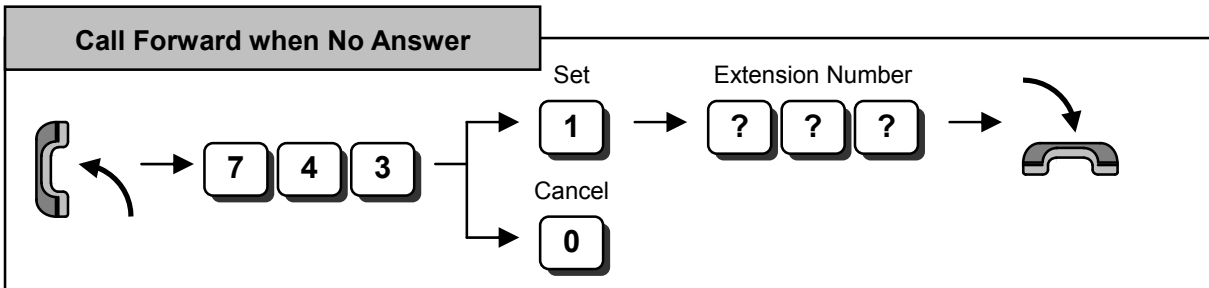 Call Forward when No Answer
Set
Extension Number
7 4 3
1
? ? ?
Cancel
0